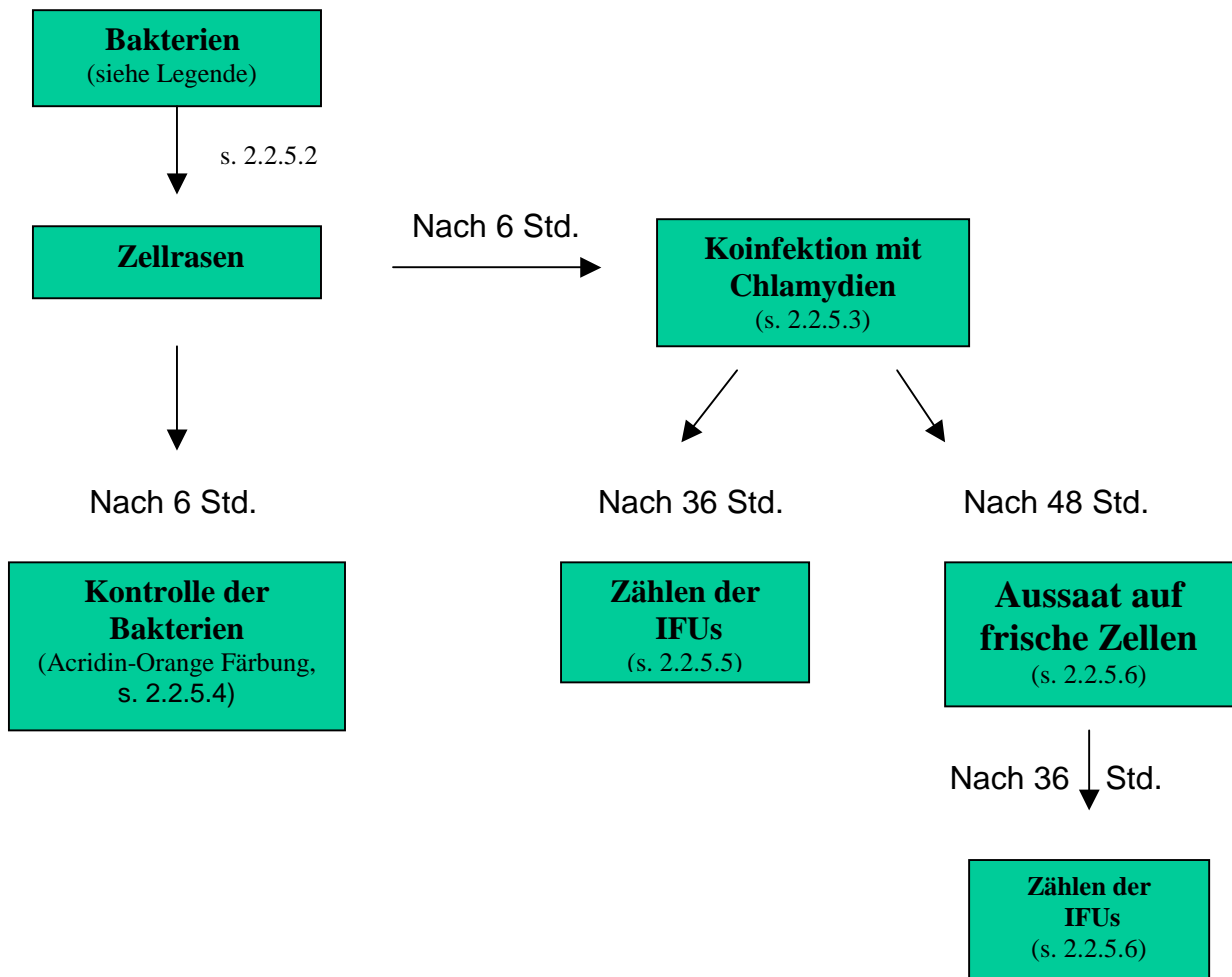 Bakterien
(siehe Legende)
s. 2.2.5.2
Zellrasen
Nach 6 Std.
Koinfektion mit
Chlamydien
(s. 2.2.5.3)
Nach 6 Std.
Nach 36 Std.
Nach 48 Std.
Kontrolle der
Bakterien
(Acridin-Orange Färbung,
s. 2.2.5.4)
Zählen der
IFUs
(s. 2.2.5.5)
Aussaat auf
frische Zellen
(s. 2.2.5.6)
Nach 36 Std.
Zählen der
IFUs
(s. 2.2.5.6)